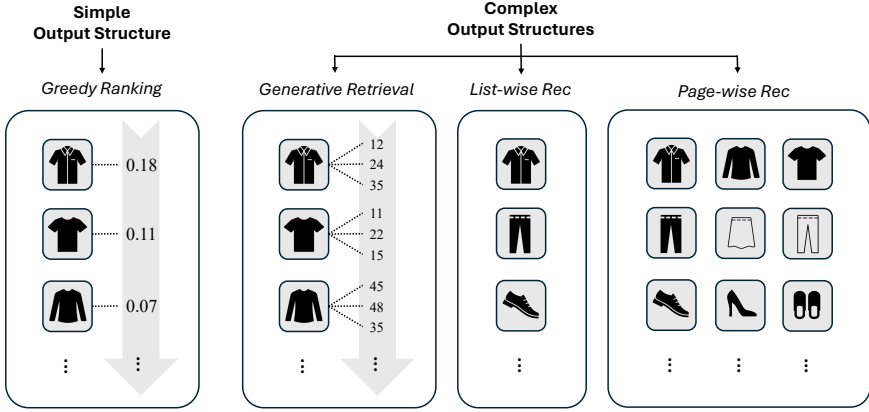 Simple
Output Structure
Complex
Output Structures
Greedy Ranking
Generative Retrieval
List-wise Rec
Page-wise Rec
0.18
0.11
0.07
⋮
⋮
12
24
35
11
22
15
45
48
35
⋮
⋮
⋮
⋮
⋮
⋮